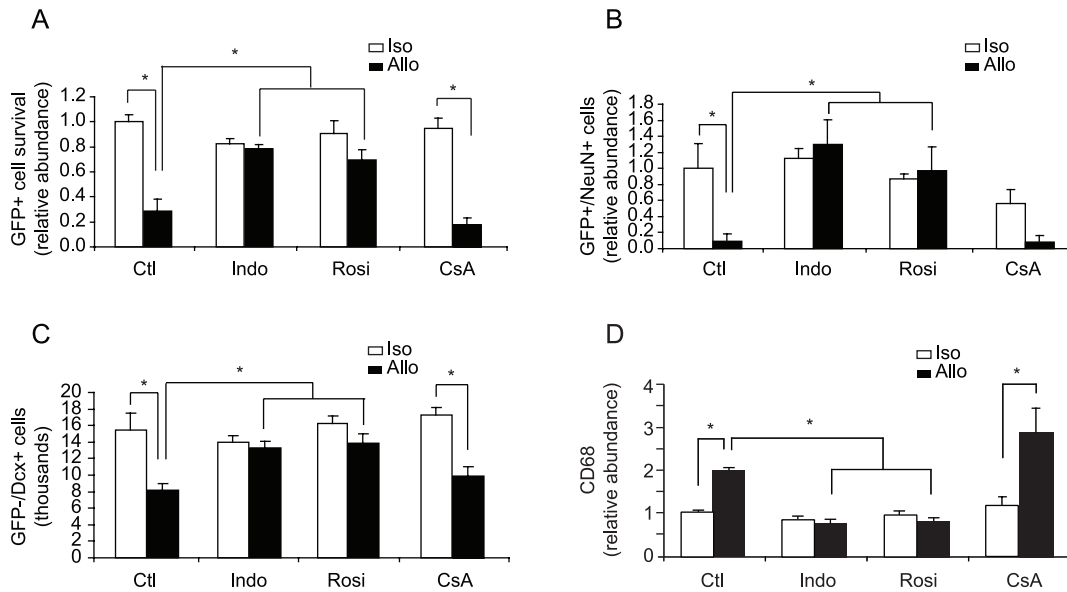 A
Iso
Allo
*
*
*
GFP+ cell survival
(relative abundance)
1.2
1.0
0.8
0.6
0.4
0.2
0.0
Ctl Indo Rosi CsA
B
Iso
Allo
*
*
GFP+/NeuN+ cells
(relative abundance)
1.8
1.6
1.4
1.2
1.0
0.8
0.6
0.4
0.2
0.0
Ctl Indo Rosi CsA
C
Iso
Allo
*
*
*
GFP-/Dcx+ cells
(thousands)
20
18
16
14
12
10
8
6
4
2
0
Ctl Indo Rosi CsA
D
Iso
Allo
*
*
*
CD68
(relative abundance)
4
3
2
1
0
Ctl Indo Rosi CsA